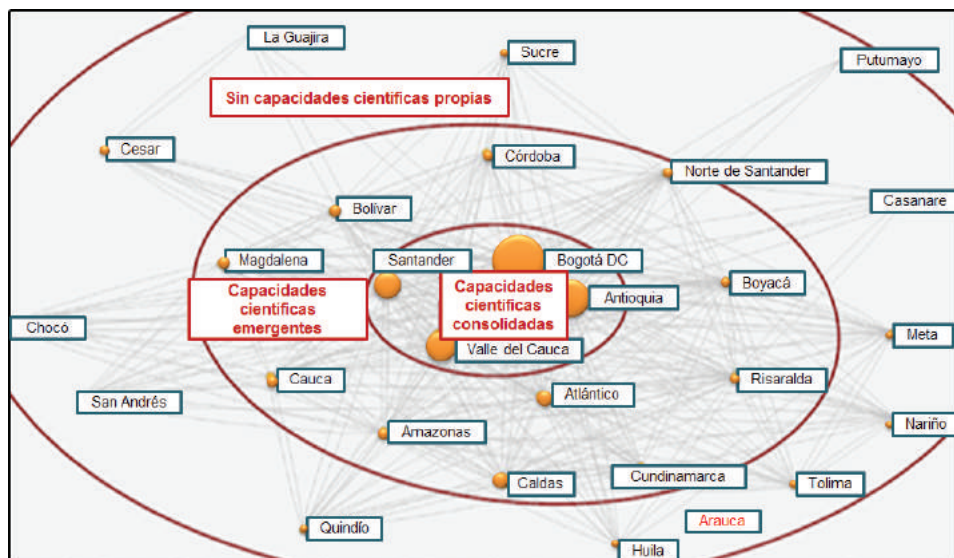 La Guajira
Sucre
Putumayo
Sin capacidades científicas propias
Cesar
Córdoba
Norte de Santander
Casanare
Bolívar
Magdalena
Santander
Bogotá DC
Boyacá
Capacidades
científicas
emergentes
Capacidades
científicas
consolidadas
Antioquia
Chocó
Valle del Cauca
Meta
Cauca
Risaralda
San Andrés
Atlántico
Nariño
Amazonas
Caldas
Cundinamarca
Tolima
Quindío
Arauca
Huila